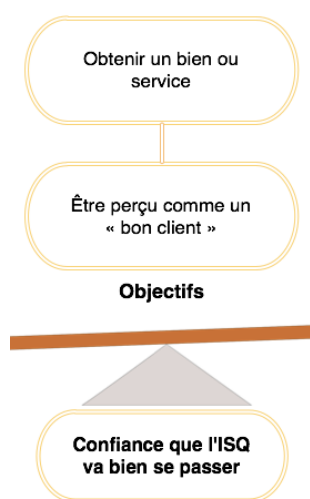 Obtenir un bien ou
service
Être perçu comme un
« bon client »
Objectifs
Confiance que l'ISQ
va bien se passer